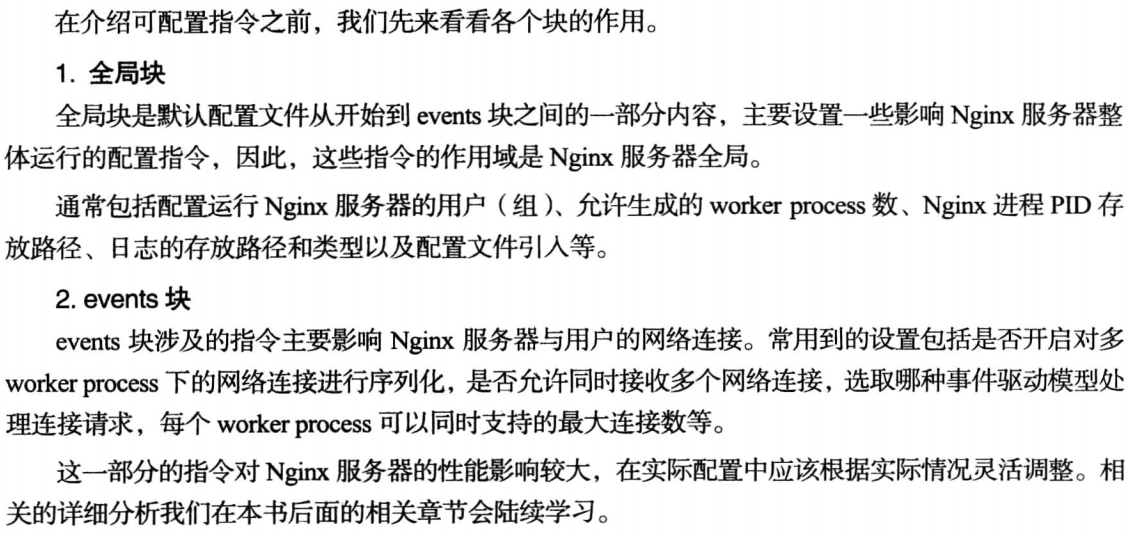 在介绍可配置指令之前，我们先来看看各个块的作用。
1. 全局块
全局块是默认配置文件从开始到 events 块之间的一部分内容，主要设置一些影响 Nginx 服务器整
体运行的配置指令，因此，这些指令的作用域是 Nginx 服务器全局。
通常包括配置运行 Nginx 服务器的用户（组）、允许生成的 worker process 数、Nginx 进程 PID 存
放路径、日志的存放路径和类型以及配置文件引入等。
2. events 块
events 块涉及的指令主要影响 Nginx 服务器与用户的网络连接。常用到的设置包括是否开启对多
worker process 下的网络连接进行序列化，是否允许同时接收多个网络连接，选取哪种事件驱动模型处
理连接请求，每个 worker process 可以同时支持的最大连接数等。
这一部分的指令对 Nginx 服务器的性能影响较大，在实际配置中应该根据实际情况灵活调整。相
关的详细分析我们在本书后面的相关章节会陆续学习。